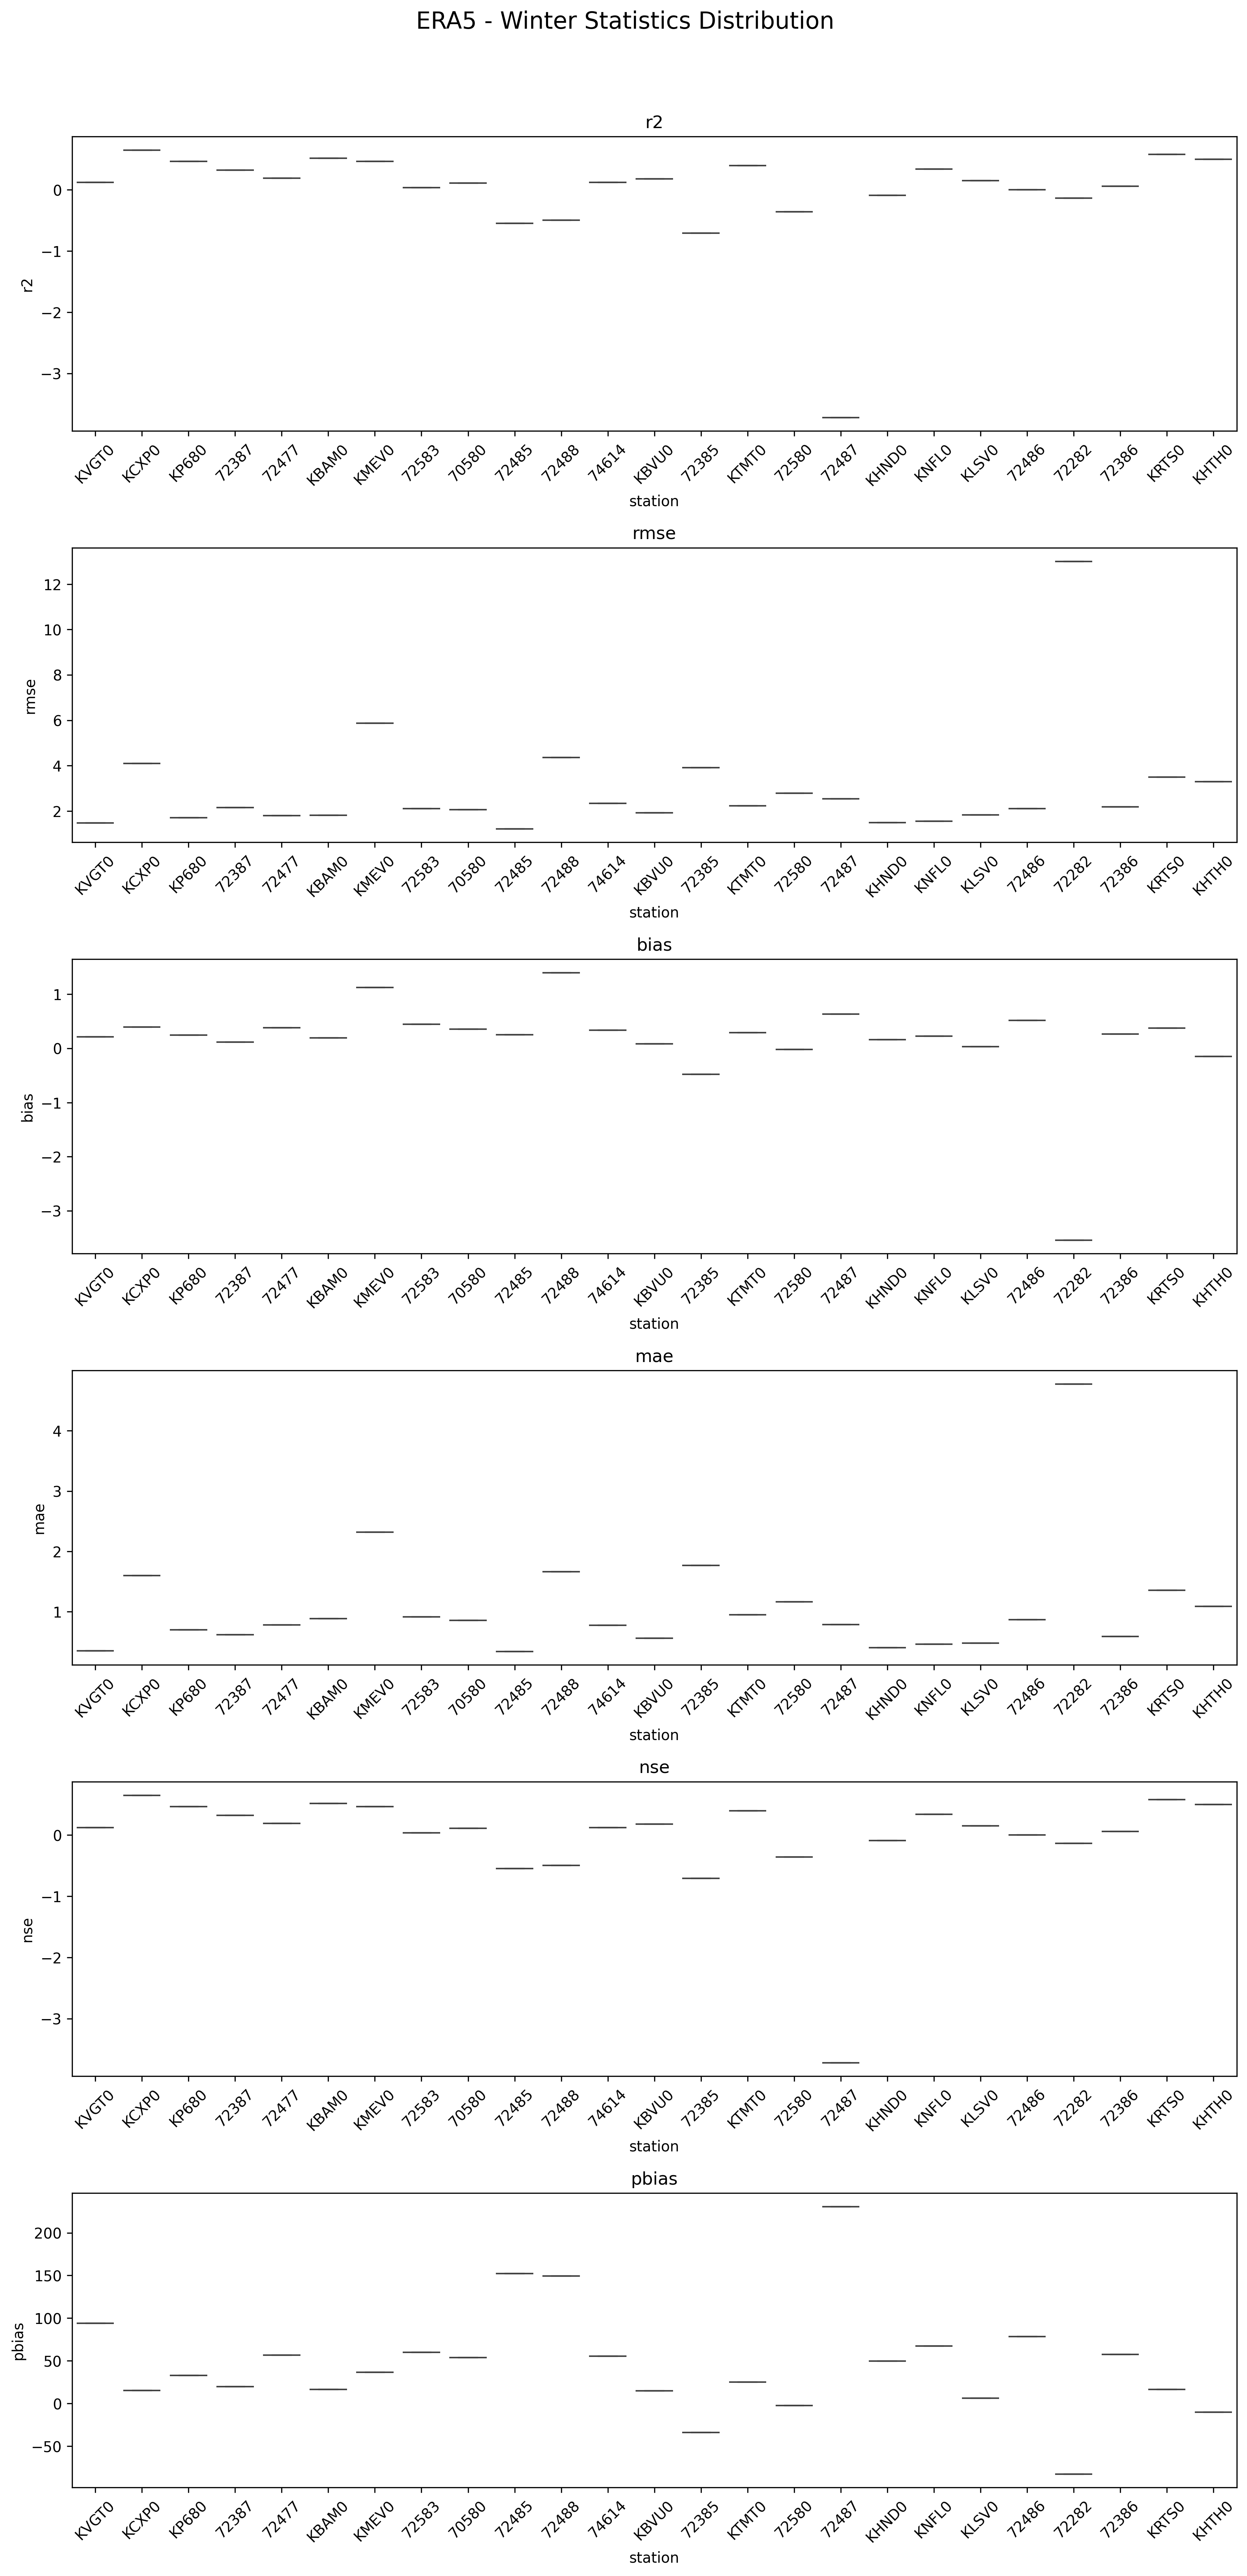 ERA5 - Winter Statistics Distribution
r2
r2
0
−1
−2
−3
KVGT0 KCXP0 KP680 72387 72477 KBAM0 KMEV0 72583 70580 72485 72488 74614 KBVU0 72385 KTMT0 72580 72487 KHND0 KNFL0 KLSV0 72486 72282 72386 KRTS0 KHTH0
station
rmse
rmse
12
10
8
6
4
2
KVGT0 KCXP0 KP680 72387 72477 KBAM0 KMEV0 72583 70580 72485 72488 74614 KBVU0 72385 KTMT0 72580 72487 KHND0 KNFL0 KLSV0 72486 72282 72386 KRTS0 KHTH0
station
bias
bias
1
0
−1
−2
−3
KVGT0 KCXP0 KP680 72387 72477 KBAM0 KMEV0 72583 70580 72485 72488 74614 KBVU0 72385 KTMT0 72580 72487 KHND0 KNFL0 KLSV0 72486 72282 72386 KRTS0 KHTH0
station
mae
mae
4
3
2
1
KVGT0 KCXP0 KP680 72387 72477 KBAM0 KMEV0 72583 70580 72485 72488 74614 KBVU0 72385 KTMT0 72580 72487 KHND0 KNFL0 KLSV0 72486 72282 72386 KRTS0 KHTH0
station
nse
nse
0
−1
−2
−3
KVGT0 KCXP0 KP680 72387 72477 KBAM0 KMEV0 72583 70580 72485 72488 74614 KBVU0 72385 KTMT0 72580 72487 KHND0 KNFL0 KLSV0 72486 72282 72386 KRTS0 KHTH0
station
pbias
pbias
200
150
100
50
0
−50
KVGT0 KCXP0 KP680 72387 72477 KBAM0 KMEV0 72583 70580 72485 72488 74614 KBVU0 72385 KTMT0 72580 72487 KHND0 KNFL0 KLSV0 72486 72282 72386 KRTS0 KHTH0
station